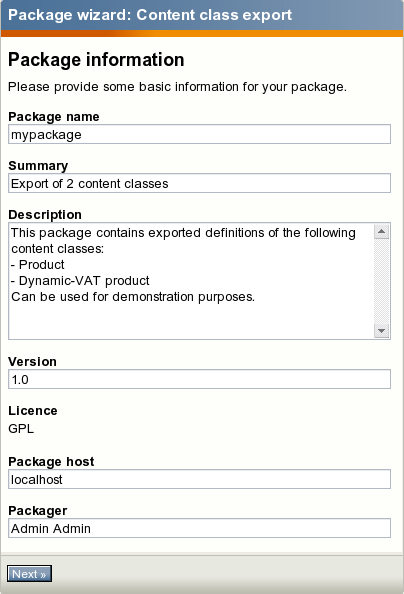 Package wizard: Content class export
Package information
Please provide some basic information for your package.
Package name
mypackage
Summary
Export of 2 content classes
Description
This package contains exported definitions of the following
content classes:
- Product
- Dynamic-VAT product
Can be used for demonstration purposes.
Version
1.0
Licence
GPL
Package host
localhost
Packager
Admin Admin
Next »